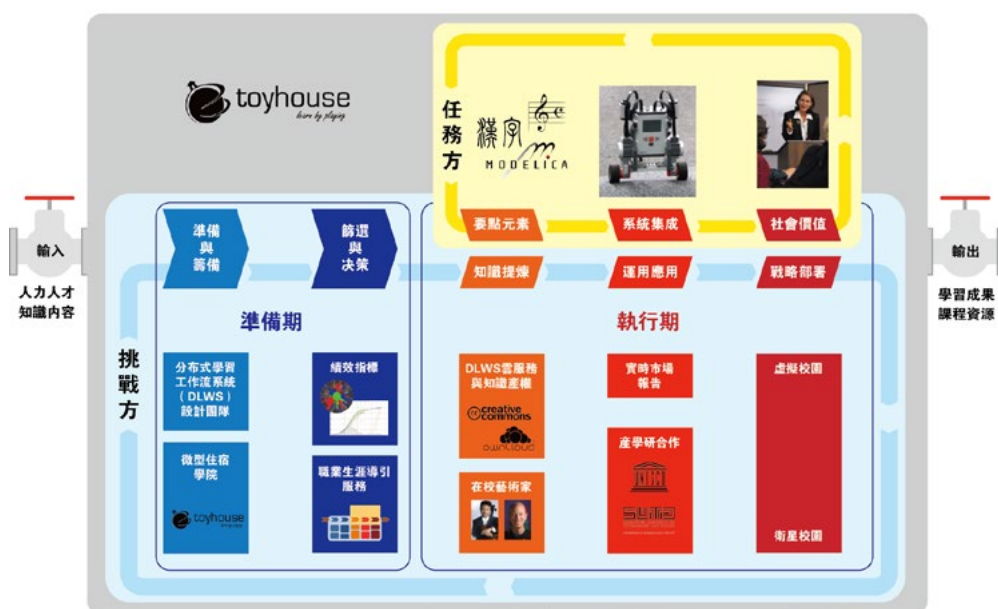 toyhouse
learn by playing
任務方
漢字
MODELICA
要點元素
系統集成
社會價值
輸入
人力人才
知識内容
輸出
學習成果
課程資源
準備
與
籌備
篩選
與
決策
知識提煉
運用應用
戰略部署
準備期
執行期
挑戰方
分布式學習
工作流系統
（DLWS）
設計團隊
績效指標
DLWS雲服務
與知識產權
creative
commons
ownCloud
實時市場
報告
虛擬校園
微型住宿
學院
toyhouse
職業生涯導引
服務
在校藝術家
産學研合作
衛星校園